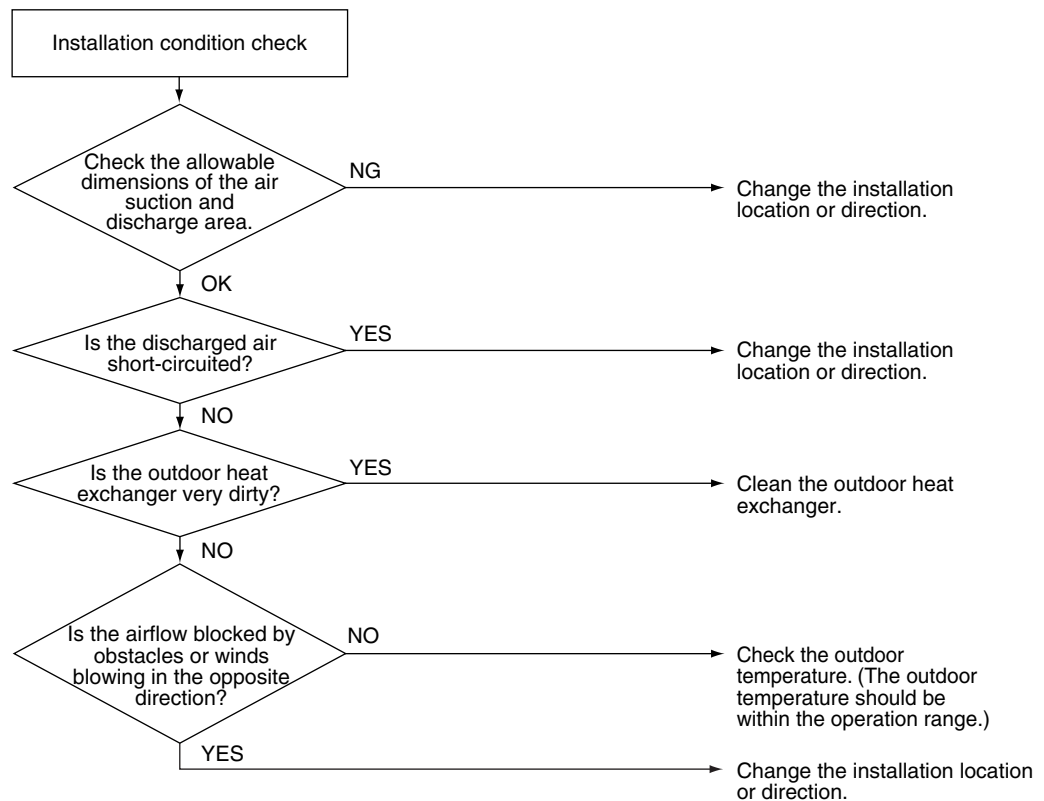 Installation condition check
Check the allowable
dimensions of the air
suction and
discharge area.
NG
Change the installation
location or direction.
OK
Is the discharged air
short-circuited?
YES
Change the installation
location or direction.
NO
Is the outdoor heat
exchanger very dirty?
YES
Clean the outdoor heat
exchanger.
NO
Is the airflow blocked by
obstacles or winds
blowing in the opposite
direction?
NO
Check the outdoor
temperature. (The outdoor
temperature should be
within the operation range.)
YES
Change the installation location
or direction.